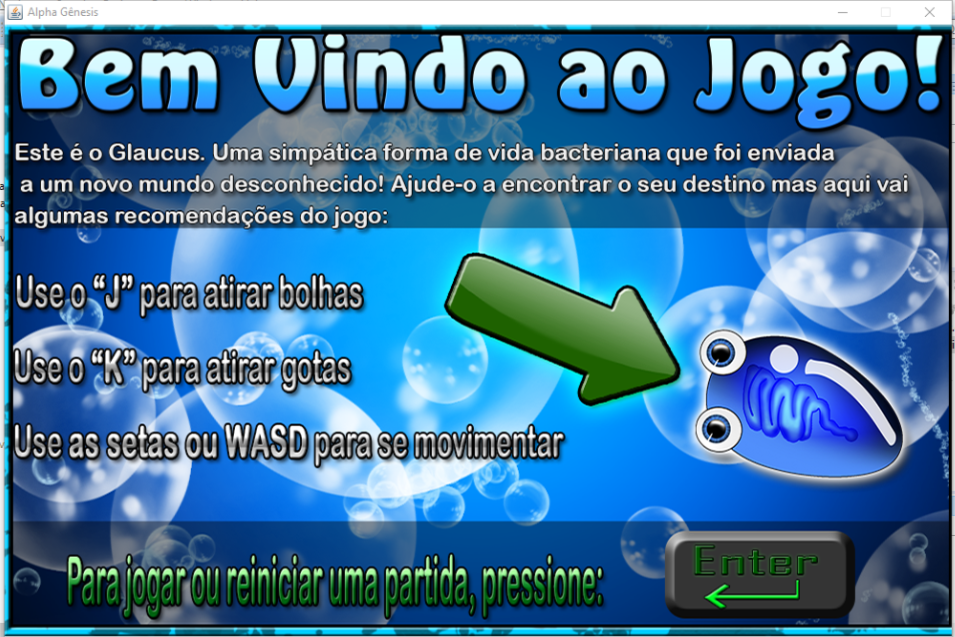 Alpha Gênesis
Bem Vindo ao Jogo!
Este é o Glaucus. Uma simpática forma de vida bacteriana que foi enviada
a um novo mundo desconhecido! Ajude-o a encontrar o seu destino mas aqui vai
algumas recomendações do jogo:
Use o “J” para atirar bolhas
Use o “K” para atirar gotas
Use as setas ou WASD para se movimentar
Para jogar ou reiniciar uma partida, pressione:
Enter